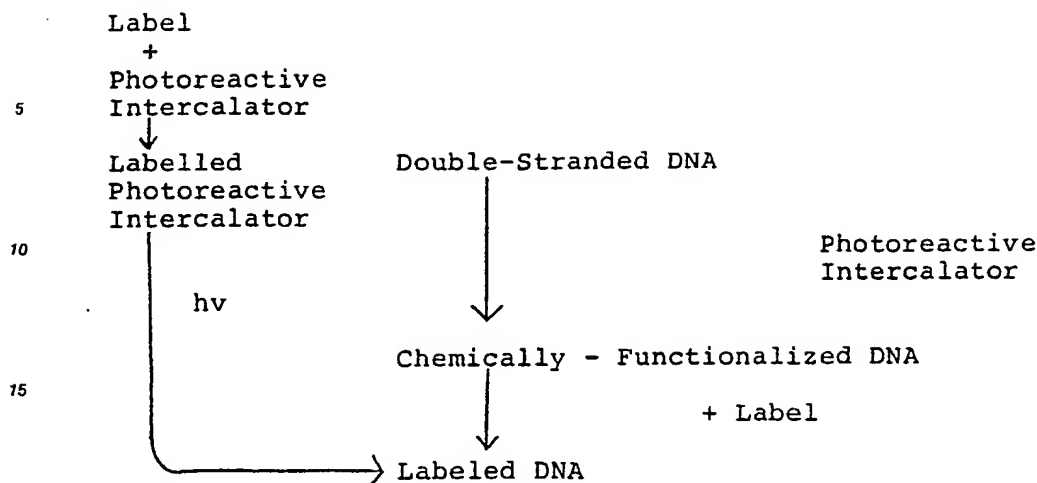 Label
+
Photoreactive
5 Intercalator
Labelled Double-Stranded DNA
Photoreactive
Intercalator
10 Photoreactive
Intercalator
hv
Chemically - Functionalized DNA
15
+ Label
Labeled DNA